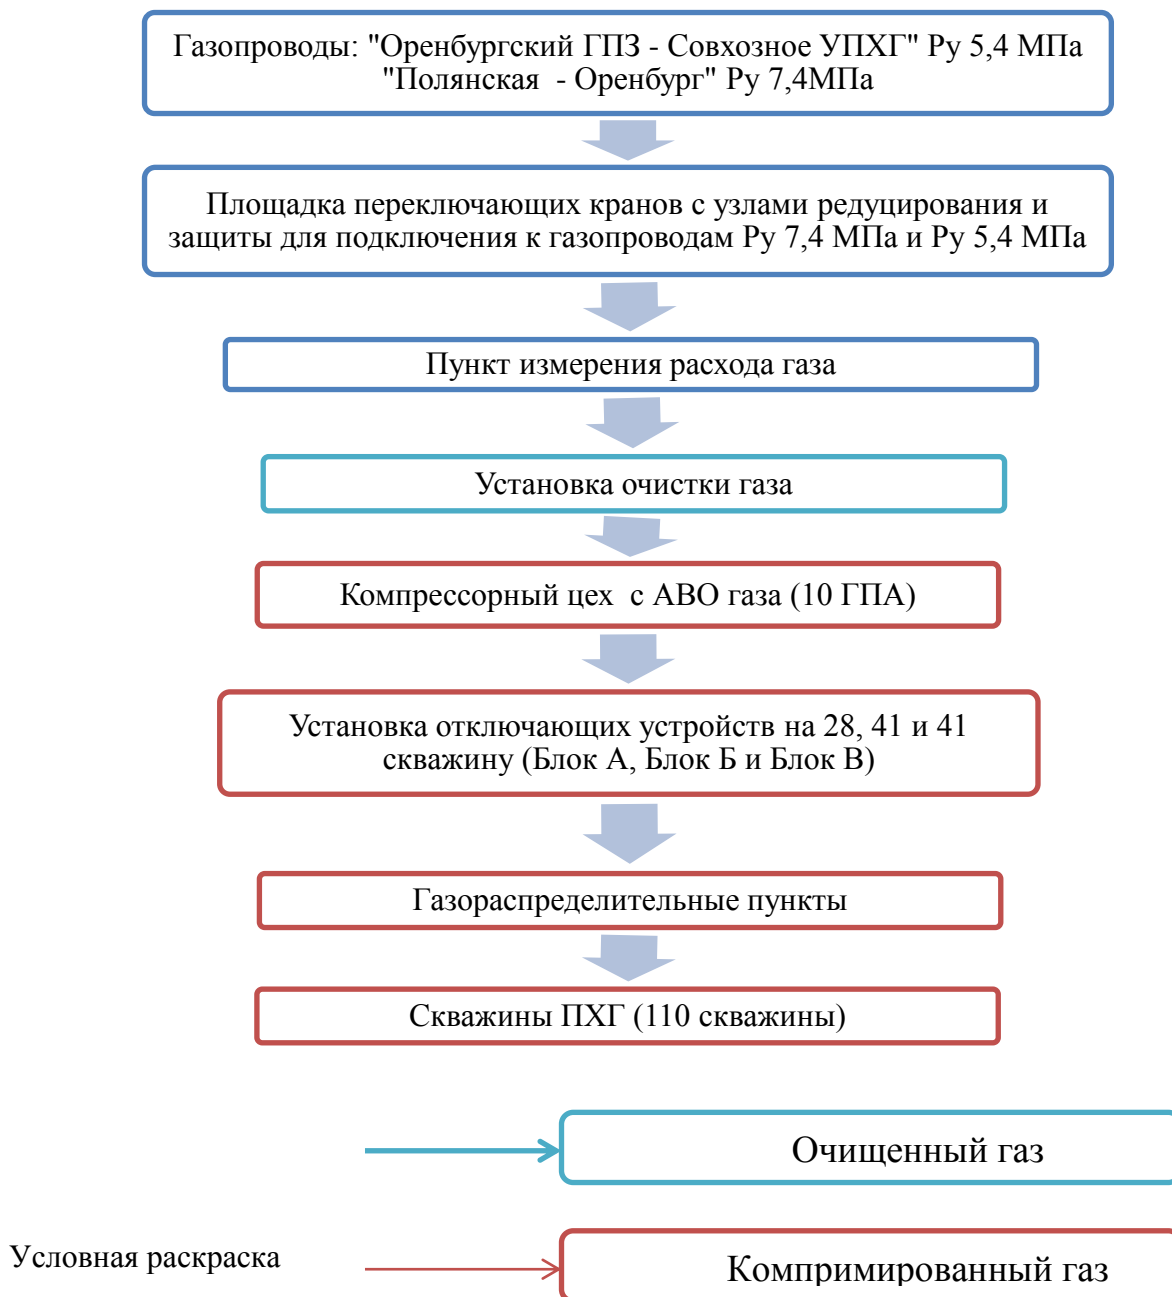 Газопроводы: "Оренбургский ГПЗ - Совхозное УПХГ" Ру 5,4 МПа
"Полянская - Оренбург" Ру 7,4МПа
Площадка переключающих кранов с узлами редуцирования и
защиты для подключения к газопроводам Ру 7,4 МПа и Ру 5,4 МПа
Пункт измерения расхода газа
Установка очистки газа
Компрессорный цех с АВО газа (10 ГПА)
Установка отключающих устройств на 28, 41 и 41
скважину (Блок А, Блок Б и Блок В)
Газораспределительные пункты
Скважины ПХГ (110 скважины)
Очищенный газ
Условная раскраска
Компримированный газ